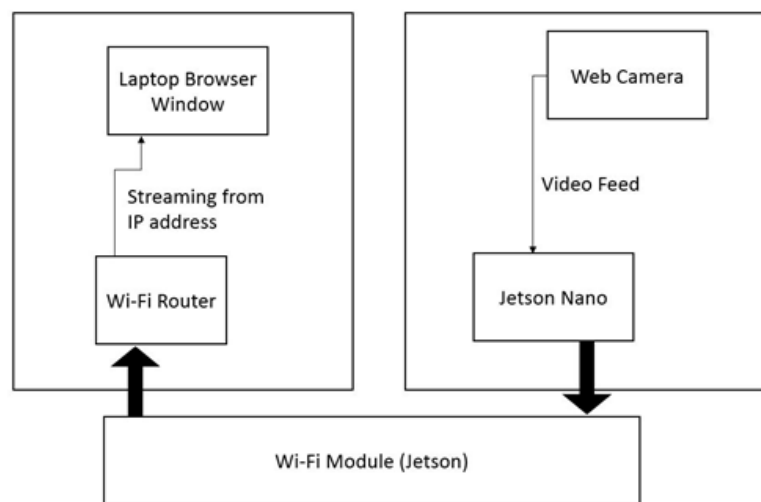 Laptop Browser
Window
Streaming from
IP address
Wi-Fi Router
Web Camera
Video Feed
Jetson Nano
Wi-Fi Module (Jetson)